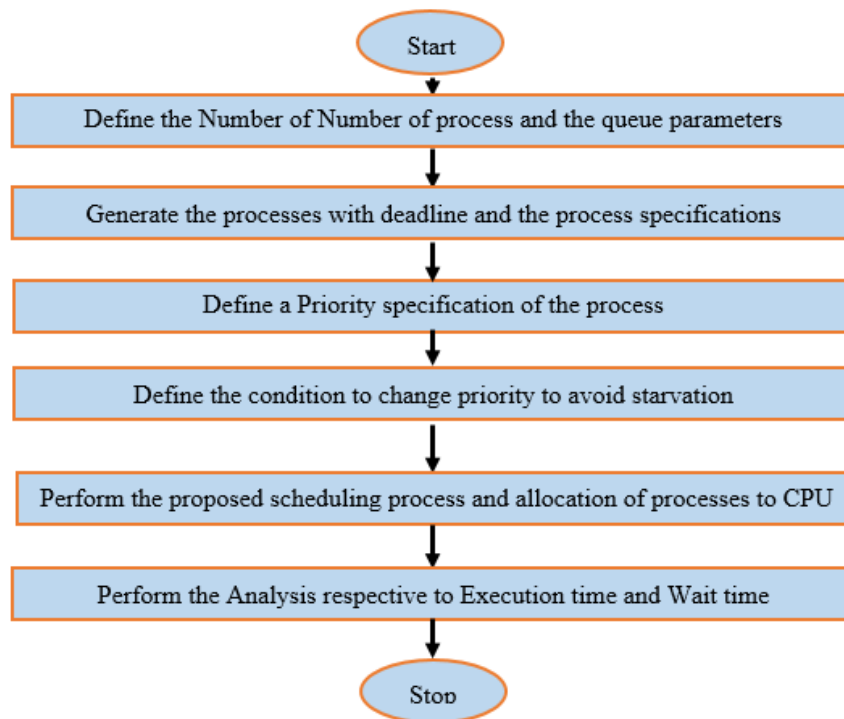 Start
Define the Number of Number of process and the queue parameters
Generate the processes with deadline and the process specifications
Define a Priority specification of the process
Define the condition to change priority to avoid starvation
Perform the proposed scheduling process and allocation of processes to CPU
Perform the Analysis respective to Execution time and Wait time
Stop